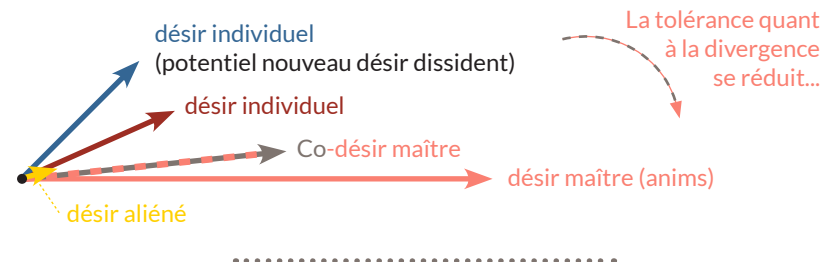 désir individuel
(potentiel nouveau désir dissident)
La tolérance quant
à la divergence
se réduit...
désir individuel
Co-désir maître
désir maître (anims)
désir aliéné